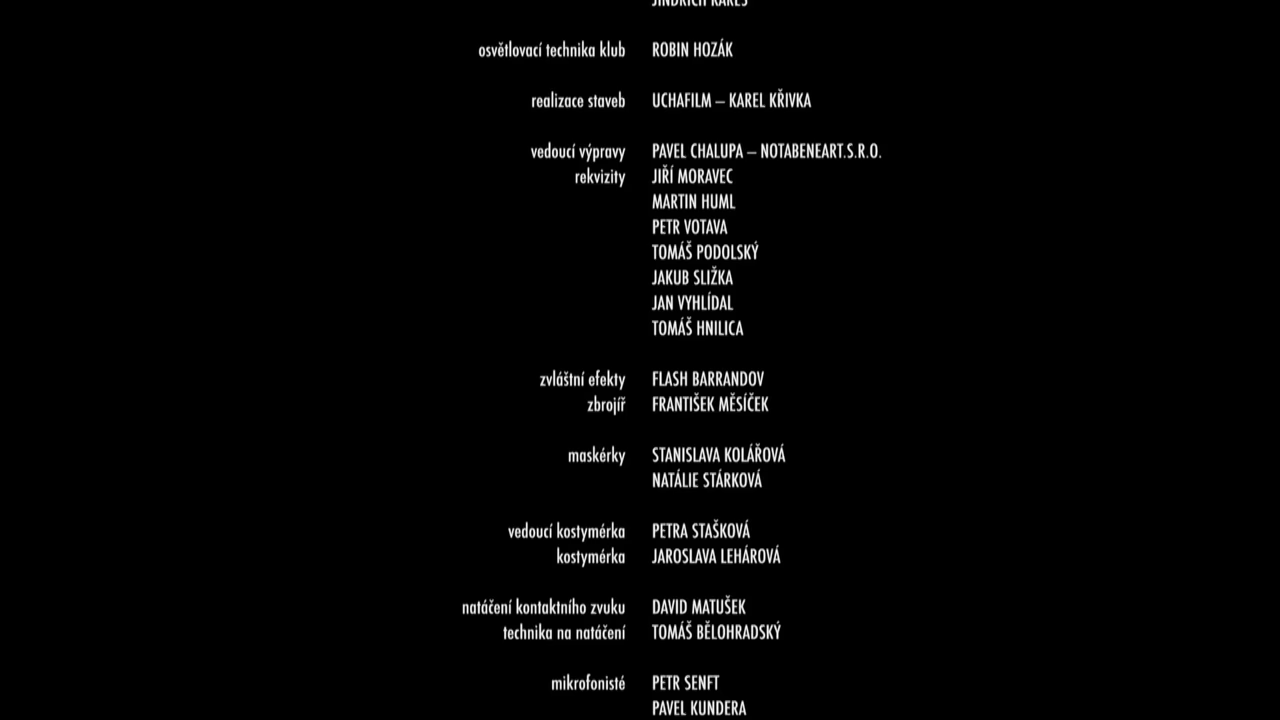 JINDŘICH KAREŠ
osvětlovací technika klub ROBIN HOZÁK
realizace staveb UCHAFILM – KAREL KŘIVKA
vedoucí výpravy PAVEL CHALUPA – NOTABENEART.S.R.O.
rekvizity JIŘÍ MORAVEC
MARTIN HUML
PETR VOTAVA
TOMÁŠ PODOLSKÝ
JAKUB SLIŽKA
JAN VYHLÍDAL
TOMÁŠ HNILICA
zvláštní efekty FLASH BARRANDOV
zbrojíř FRANTIŠEK MĚSÍČEK
maskérky STANISLAVA KOLÁŘOVÁ
NATÁLIE STÁRKOVÁ
vedoucí kostymérka PETRA STAŠKOVÁ
kostymérka JAROSLAVA LEHÁROVÁ
natáčení kontaktního zvuku DAVID MATUŠEK
technika na natáčení TOMÁŠ BĚLOHRADSKÝ
mikrofonisté PETR SENFT
PAVEL KUNDERA